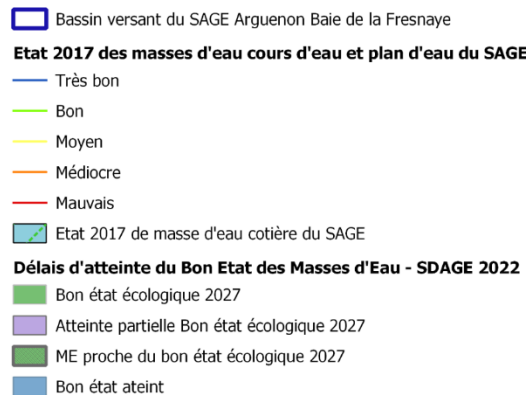 Bassin versant du SAGE Arguenon Baie de la Fresnaye
Etat 2017 des masses d'eau cours d'eau et plan d'eau du SAGE
Très bon
Bon
Moyen
Médiocre
Mauvais
Etat 2017 de masse d'eau cotière du SAGE
Délais d'atteinte du Bon Etat des Masses d'Eau - SDAGE 2022
Bon état écologique 2027
Atteinte partielle Bon état écologique 2027
ME proche du bon état écologique 2027
Bon état ateint